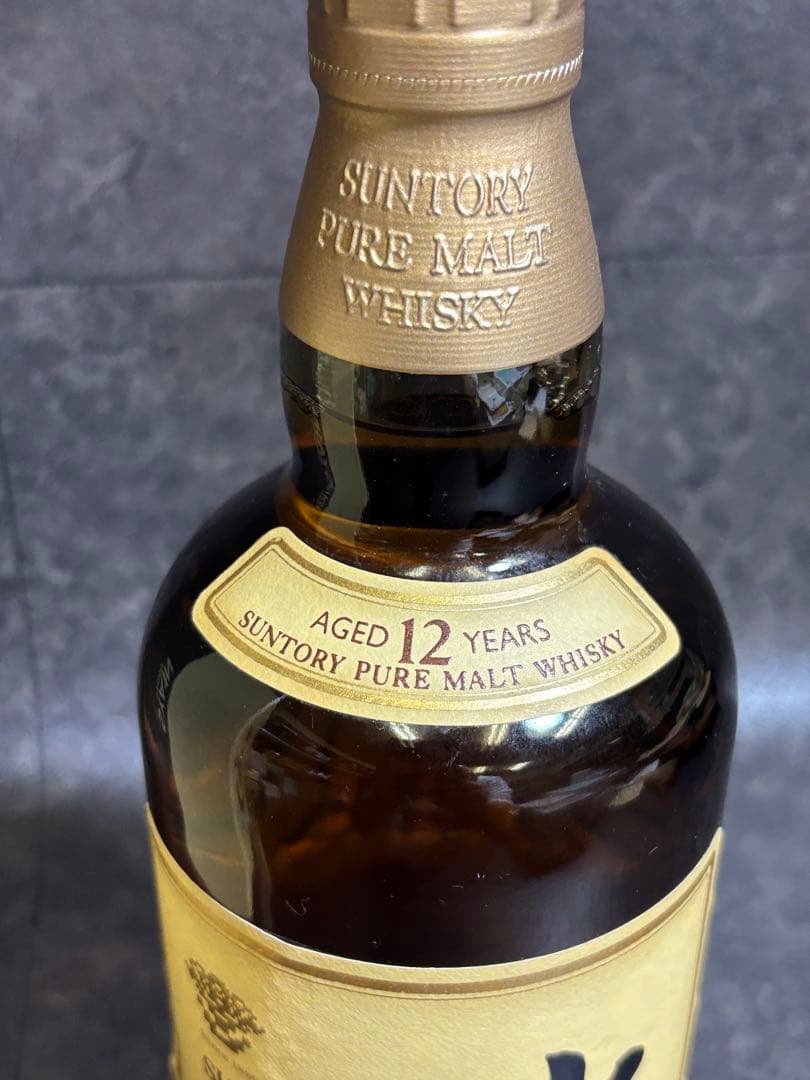 SUNTORY
PURE MALT
WHISKY
AGED 12 YEARS
SUNTORY PURE MALT WHISKY